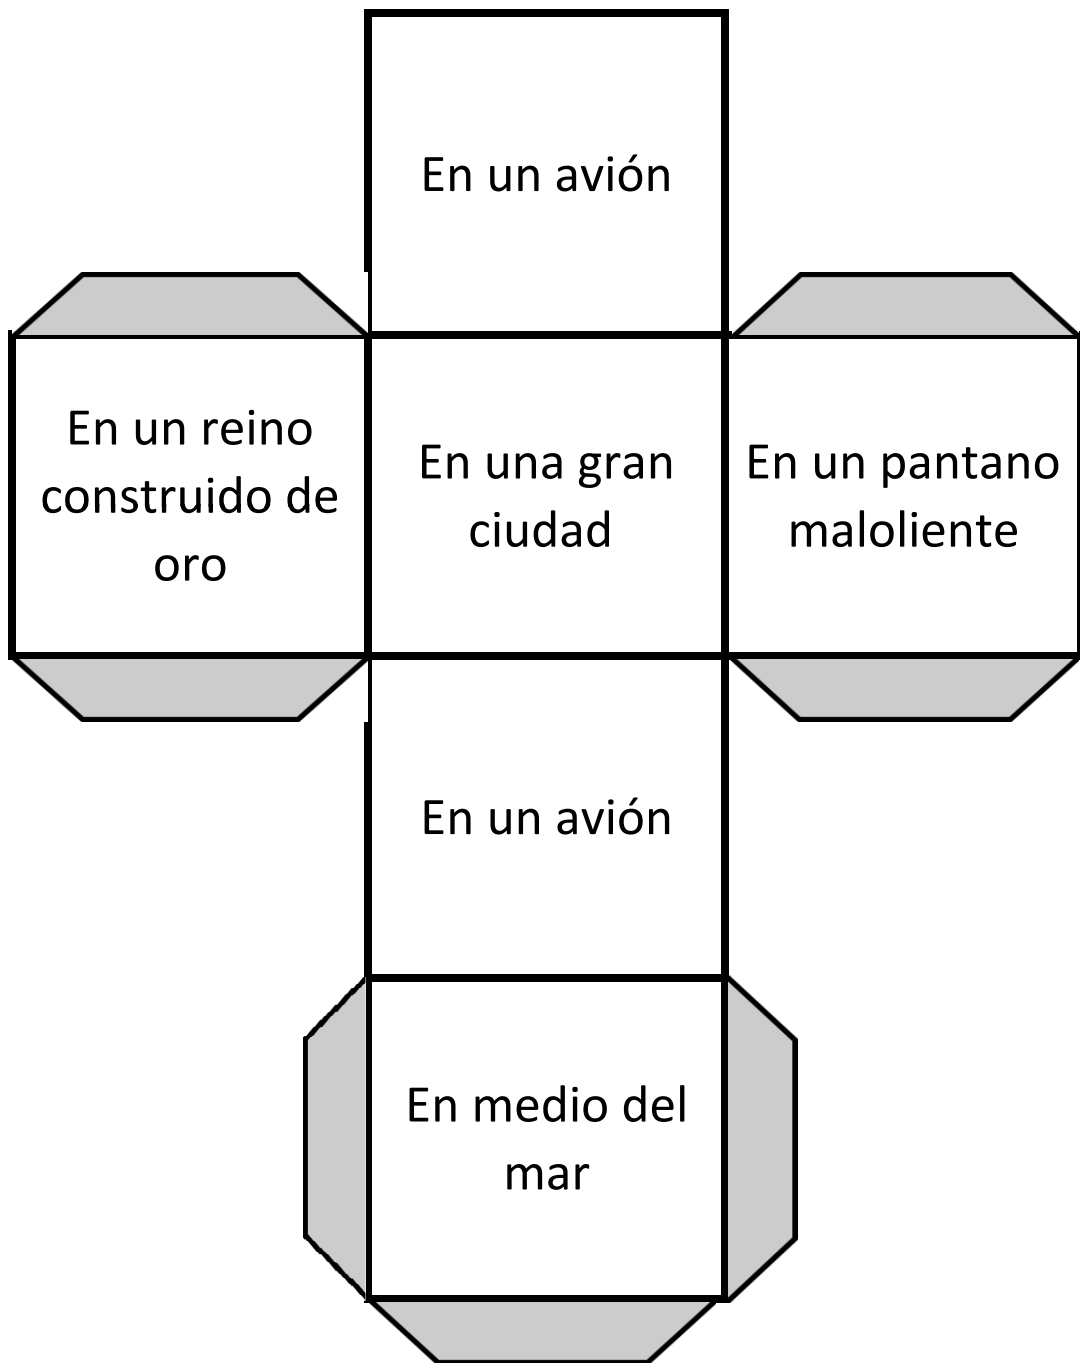 En un avión
En un reino
construido de
oro
En una gran
ciudad
En un pantano
maloliente
En un avión
En medio del
mar